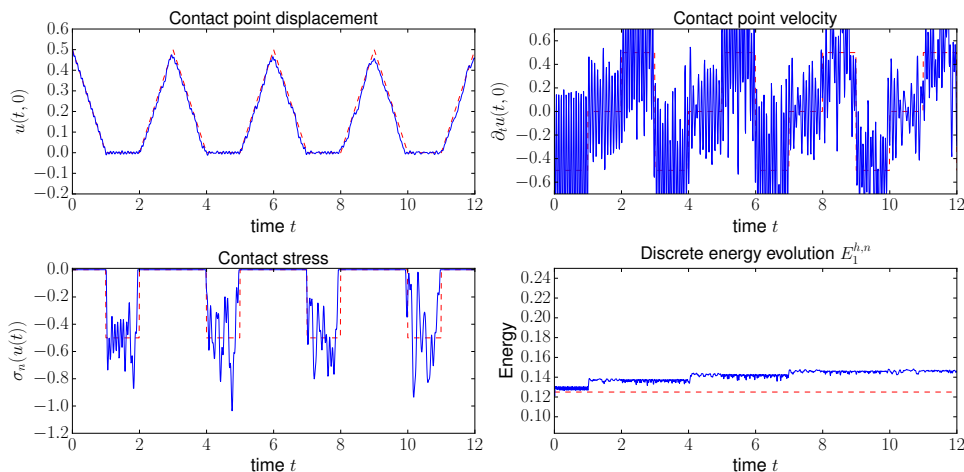 Contact point displacement
0.6
0.5
0.4
0.3
0.2
0.1
0.0
−0.1
−0.2
u(t, 0)
0 2 4 6 8 10 12
time t
Contact point velocity
0.6
0.4
0.2
0.0
−0.2
−0.4
−0.6
∂ₜu(t, 0)
0 2 4 6 8 10 12
time t
Contact stress
0.0
−0.2
−0.4
−0.6
−0.8
−1.0
−1.2
σₙ(u(t))
0 2 4 6 8 10 12
time t
Discrete energy evolution E₁^{h,n}
0.24
0.22
0.20
0.18
0.16
0.14
0.12
0.10
Energy
0 2 4 6 8 10 12
time t